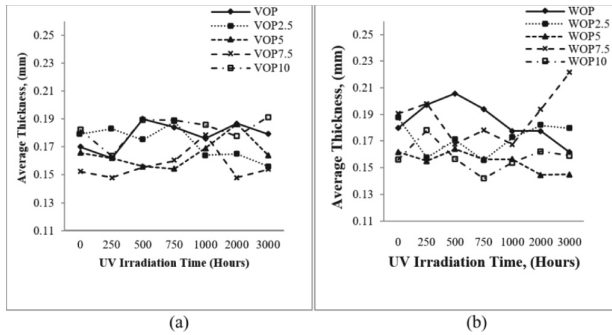 VOP
VOP2.5
VOP5
VOP7.5
VOP10
Average Thickness, (mm)
0.25
0.23
0.21
0.19
0.17
0.15
0.13
0.11
0 250 500 750 1000 2000 3000
UV Irradiation Time (Hours)
(a)
WOP
WOP2.5
WOP5
WOP7.5
WOP10
Average Thickness, (mm)
0.25
0.23
0.21
0.19
0.17
0.15
0.13
0.11
0 250 500 750 1000 2000 3000
UV Irradiation Time, (Hours)
(b)